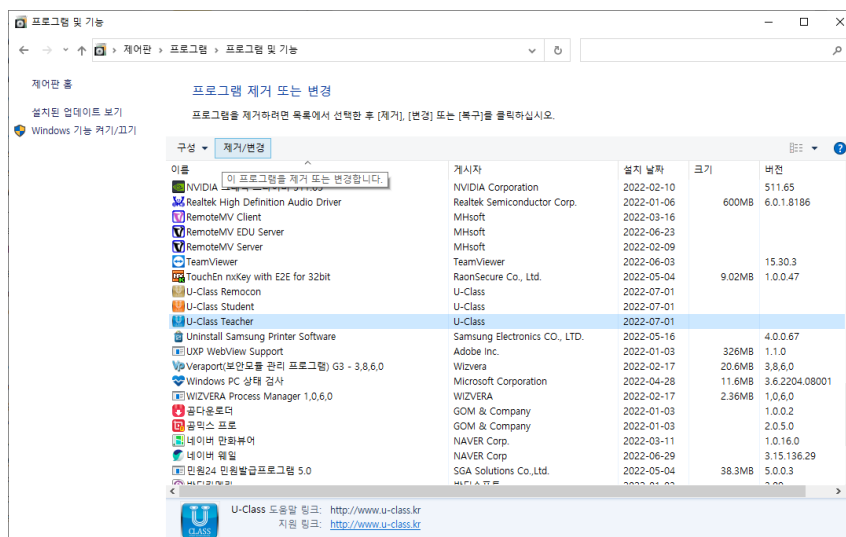 프로그램 및 기능
제어판 > 프로그램 > 프로그램 및 기능
제어판 홈
설치된 업데이트 보기
Windows 기능 켜기/끄기
프로그램 제거 또는 변경
프로그램을 제거하려면 목록에서 선택한 후 [제거], [변경] 또는 [복구]를 클릭하십시오.
구성 제거/변경
이름 게시자 설치 날짜 크기 버전
이 프로그램을 제거 또는 변경합니다.
NVIDIA 511.65 NVIDIA Corporation 2022-02-10 511.65
Realtek High Definition Audio Driver Realtek Semiconductor Corp. 2022-01-06 600MB 6.0.1.8186
RemoteMV Client MHsoft 2022-03-16
RemoteMV EDU Server MHsoft 2022-06-23
RemoteMV Server MHsoft 2022-02-09
TeamViewer TeamViewer 2022-06-03 15.30.3
TouchEn nxKey with E2E for 32bit RaonSecure Co., Ltd. 2022-05-04 9.02MB 1.0.0.47
U-Class Remocon U-Class 2022-07-01
U-Class Student U-Class 2022-07-01
U-Class Teacher U-Class 2022-07-01
Uninstall Samsung Printer Software Samsung Electronics CO., LTD. 2022-05-16 4.0.0.67
UXP WebView Support Adobe Inc. 2022-01-03 326MB 1.1.0
Veraport(보안모듈 관리 프로그램) G3 - 3,8,6,0 Wizvera 2022-02-17 20.6MB 3,8,6,0
Windows PC 상태 검사 Microsoft Corporation 2022-04-28 11.6MB 3.6.2204.08001
WIZVERA Process Manager 1,0,6,0 WIZVERA 2022-02-17 2.36MB 1,0,6,0
곰다운로더 GOM & Company 2022-01-03 1.0.0.2
곰믹스 프로 GOM & Company 2022-01-03 2.0.5.0
네이버 만화뷰어 NAVER Corp. 2022-03-11 1.0.16.0
네이버 웨일 NAVER Corp 2022-06-29 3.15.136.29
민원24 민원발급프로그램 5.0 SGA Solutions Co.,Ltd. 2022-05-04 38.3MB 5.0.0.3
U-Class 도움말 링크: http://www.u-class.kr
지원 링크: http://www.u-class.kr
U CLASS